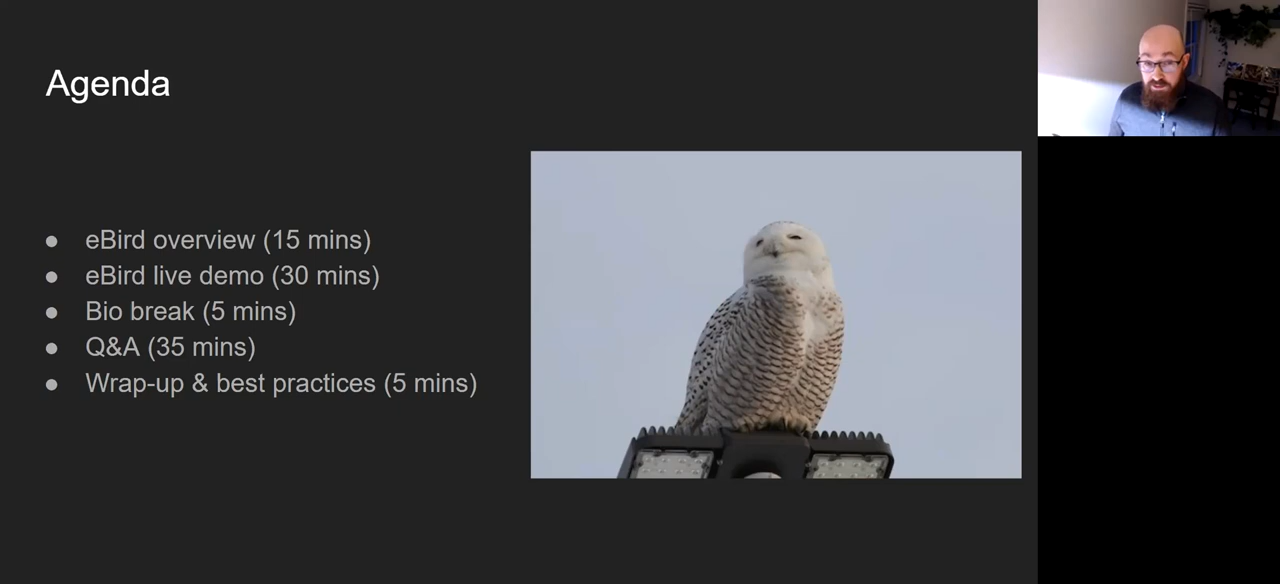 Agenda
● eBird overview (15 mins)
● eBird live demo (30 mins)
● Bio break (5 mins)
● Q&A (35 mins)
● Wrap-up & best practices (5 mins)